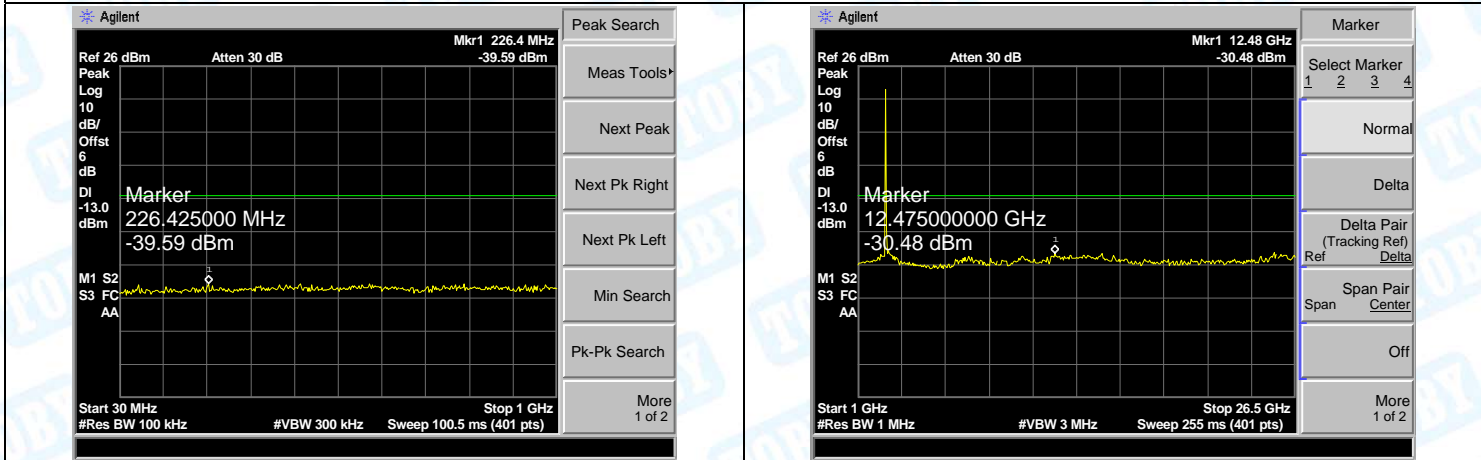 Agilent
Peak Search
Mkr1 226.4 MHz
Ref 26 dBm Atten 30 dB -39.59 dBm
Peak
Log
10
dB/
Offst
6
dB
DI
-13.0
dBm
Marker
226.425000 MHz
-39.59 dBm
1
M1 S2
S3 FC
AA
Start 30 MHz Stop 1 GHz
#Res BW 100 kHz #VBW 300 kHz Sweep 100.5 ms (401 pts)
Meas Tools
Next Peak
Next Pk Right
Next Pk Left
Min Search
Pk-Pk Search
More
1 of 2
Agilent
Marker
Mkr1 12.48 GHz
Ref 26 dBm Atten 30 dB -30.48 dBm
Peak
Log
10
dB/
Offst
6
dB
DI
-13.0
dBm
Marker
12.475000000 GHz
-30.48 dBm
1
M1 S2
S3 FC
AA
Start 1 GHz Stop 26.5 GHz
#Res BW 1 MHz #VBW 3 MHz Sweep 255 ms (401 pts)
Select Marker
1 2 3 4
Normal
Delta
Delta Pair
(Tracking Ref)
Ref Delta
Span Pair
Span Center
Off
More
1 of 2
TOBY